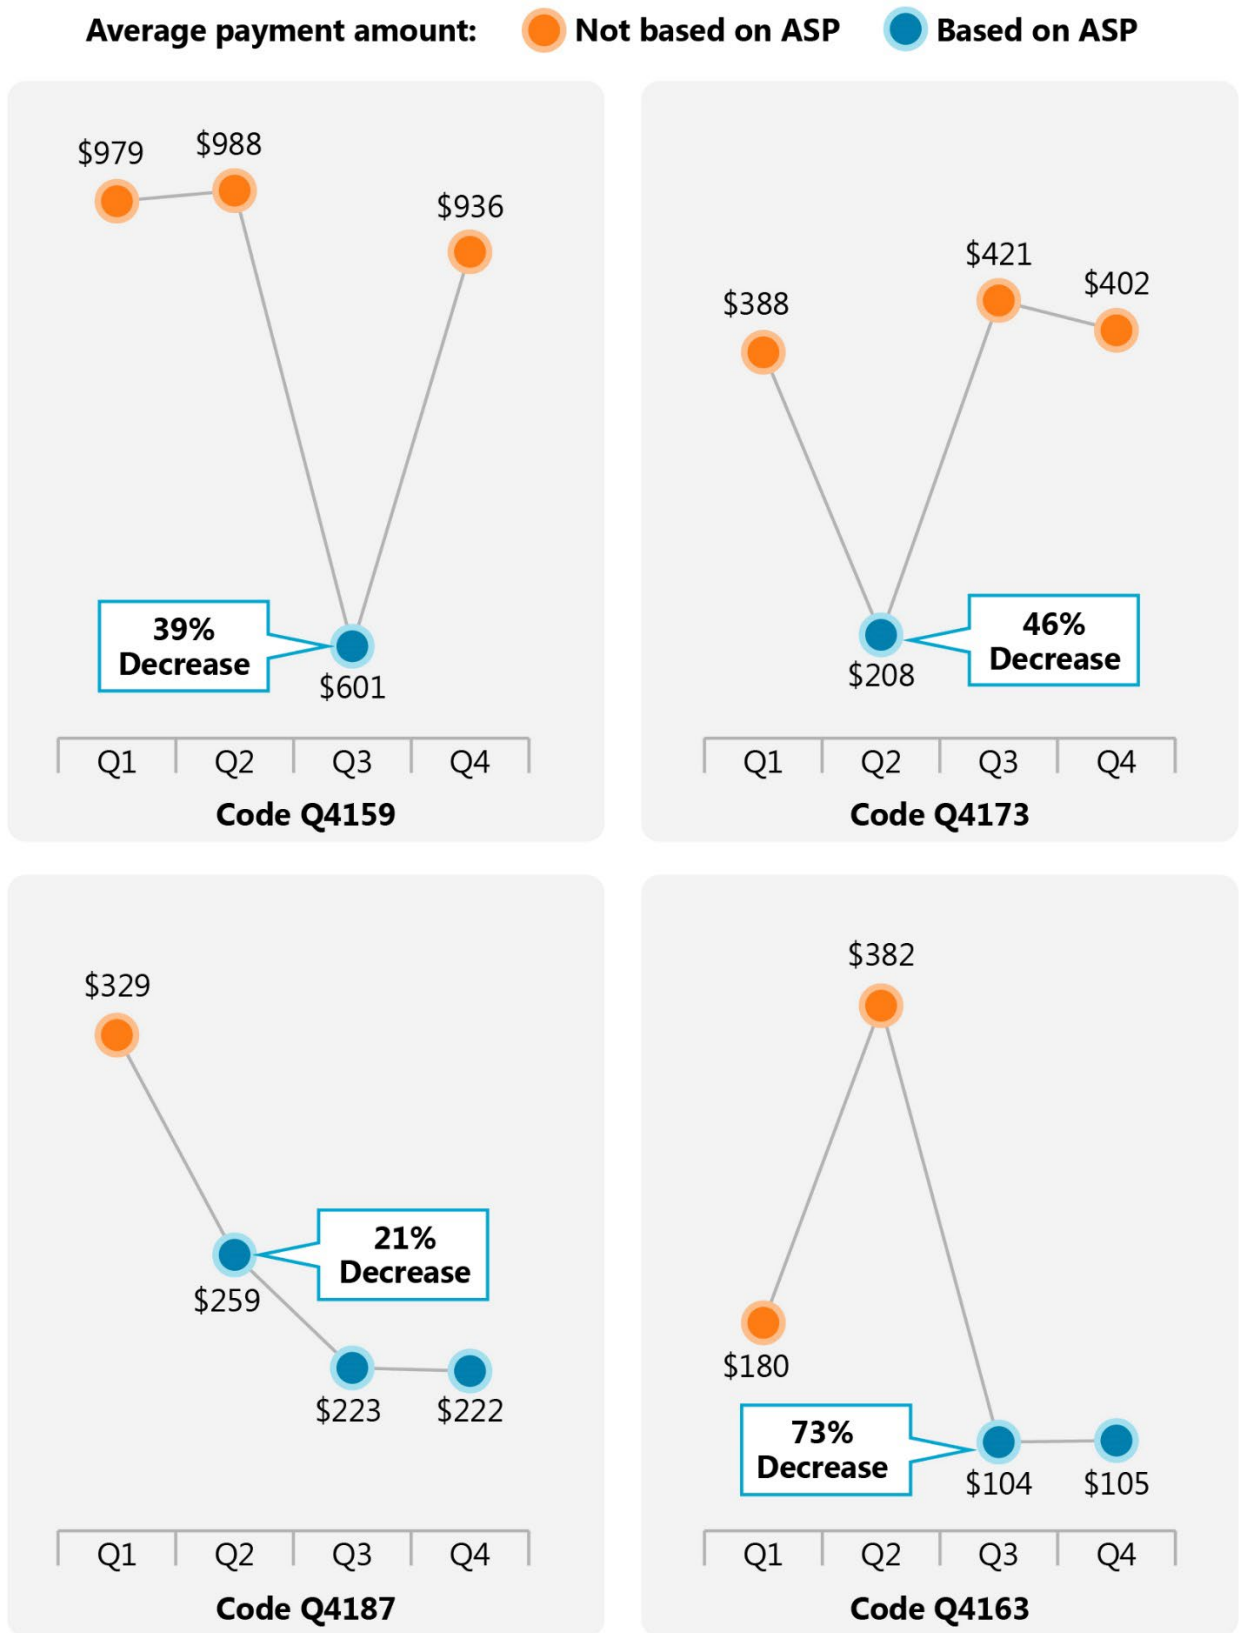 Average payment amount: Not based on ASP Based on ASP
$979
$988
$601
$936
39%
Decrease
Q1 Q2 Q3 Q4
Code Q4159
$388
$208
$421
$402
46%
Decrease
Q1 Q2 Q3 Q4
Code Q4173
$329
$259
$223
$222
21%
Decrease
Q1 Q2 Q3 Q4
Code Q4187
$180
$382
$104
$105
73%
Decrease
Q1 Q2 Q3 Q4
Code Q4163